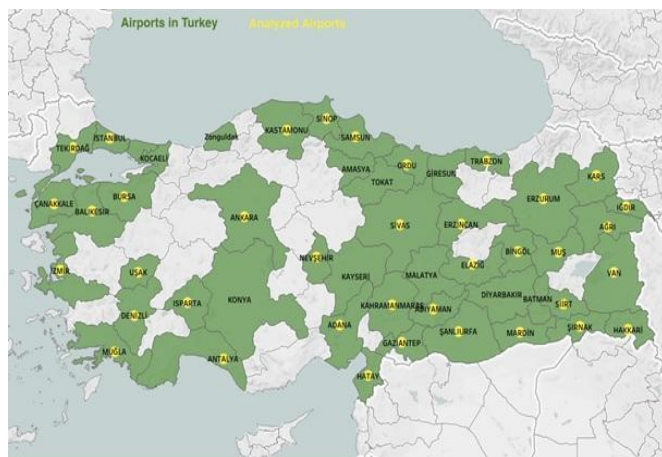 Airports in Turkey Analyzed Airports
SİNOP
KASTAMONU
Zonguldak
SAMSUN
İSTANBUL
TEKİRDAĞ
KOCAELİ
ORDU
TRABZON
AMASYA
GİRESUN
TOKAT
KARS
BURSA
ÇANAKKALE
BALIKESİR
ERZURUM
IĞDIR
ANKARA
SİVAS
ERZİNCAN
AĞRI
BİNGÖL
MUŞ
NEVŞEHİR
ELAZIĞ
İZMİR
UŞAK
KAYSERİ
MALATYA
VAN
ISPARTA
KONYA
DİYARBAKIR
BATMAN
SİİRT
KAHRAMANMARAŞ
ADIYAMAN
DENİZLİ
ADANA
ŞANLIURFA
MARDİN
ŞIRNAK
HAKKARİ
GAZİANTEP
MUĞLA
ANTALYA
HATAY